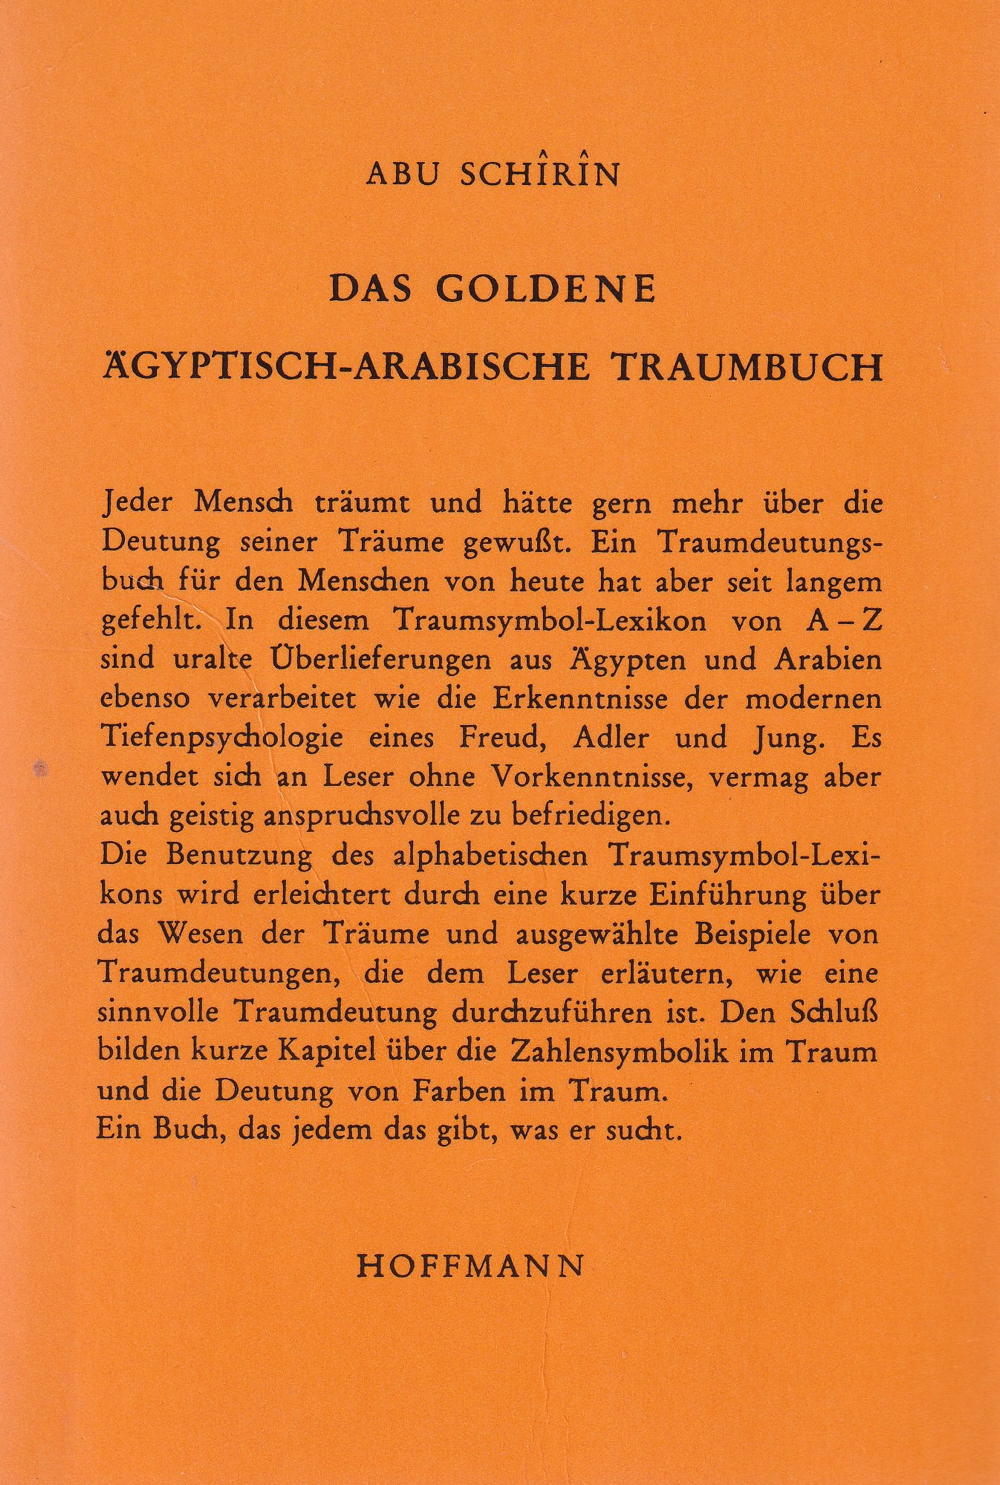 ABU SCHÎRÎN
DAS GOLDENE
ÄGYPTISCH-ARABISCHE TRAUMBUCH
Jeder Mensch träumt und hätte gern mehr über die
Deutung seiner Träume gewußt. Ein Traumdeutungs-
buch für den Menschen von heute hat aber seit langem
gefehlt. In diesem Traumsymbol-Lexikon von A – Z
sind uralte Überlieferungen aus Ägypten und Arabien
ebenso verarbeitet wie die Erkenntnisse der modernen
Tiefenpsychologie eines Freud, Adler und Jung. Es
wendet sich an Leser ohne Vorkenntnisse, vermag aber
auch geistig anspruchsvolle zu befriedigen.
Die Benutzung des alphabetischen Traumsymbol-Lexi-
kons wird erleichtert durch eine kurze Einführung über
das Wesen der Träume und ausgewählte Beispiele von
Traumdeutungen, die dem Leser erläutern, wie eine
sinnvolle Traumdeutung durchzuführen ist. Den Schluß
bilden kurze Kapitel über die Zahlensymbolik im Traum
und die Deutung von Farben im Traum.
Ein Buch, das jedem das gibt, was er sucht.
HOFFMANN